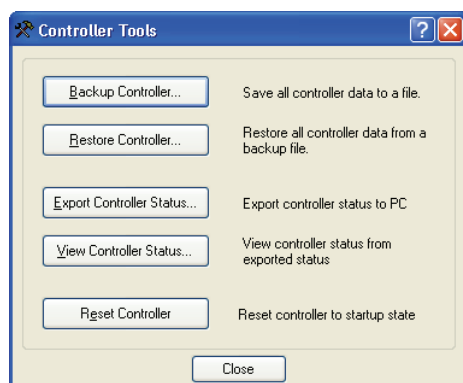 Controller Tools
Backup Controller...
Save all controller data to a file.
Restore Controller...
Restore all controller data from a
backup file.
Export Controller Status...
Export controller status to PC
View Controller Status...
View controller status from
exported status
Reset Controller
Reset controller to startup state
Close